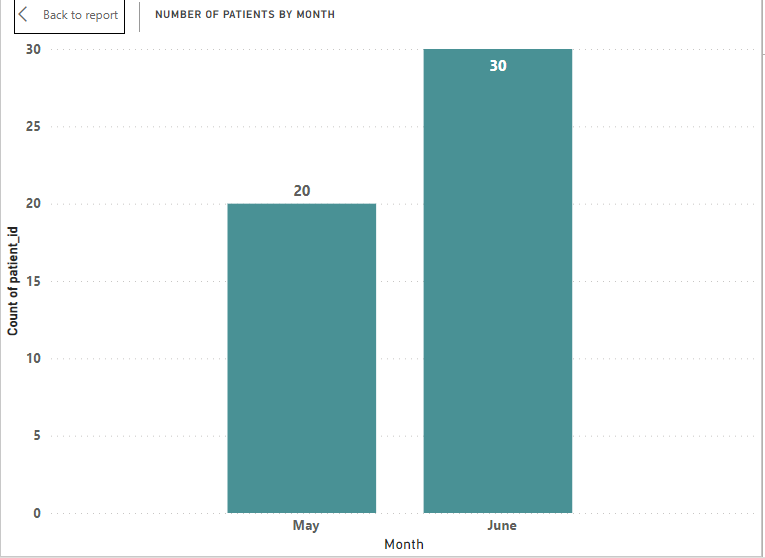 Back to report
NUMBER OF PATIENTS BY MONTH
30
25
20
15
10
5
0
Count of patient_id
20
30
May
June
Month